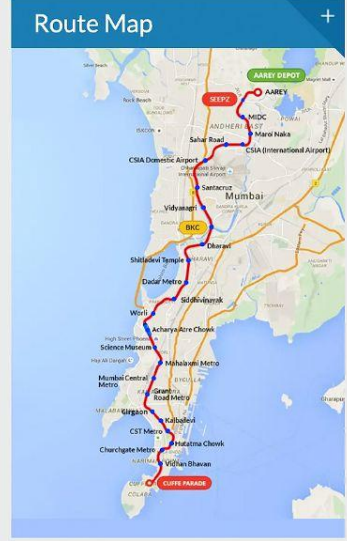 Route Map
+
AAREY DEPOT
AAREY
SEEPZ
MIDC
ANDHERI EAST
Marol Naka
Sahar Road
CSIA (International Airport)
CSIA Domestic Airport
Santacruz
Mumbai
Vidyanagri
BKC
Dharavi
Shitladevi Temple
Dadar Metro
Siddhivinayak
Worli
Acharya Atre Chowk
Science Museum
Mahalaxmi Metro
Mumbai Central
Metro
BYCULLA
Grant
Road Metro
Girgaon
Kalbadevi
CST Metro
Hutatma Chowk
Churchgate Metro
Vidhan Bhavan
CUFFE PARADE
COLABA